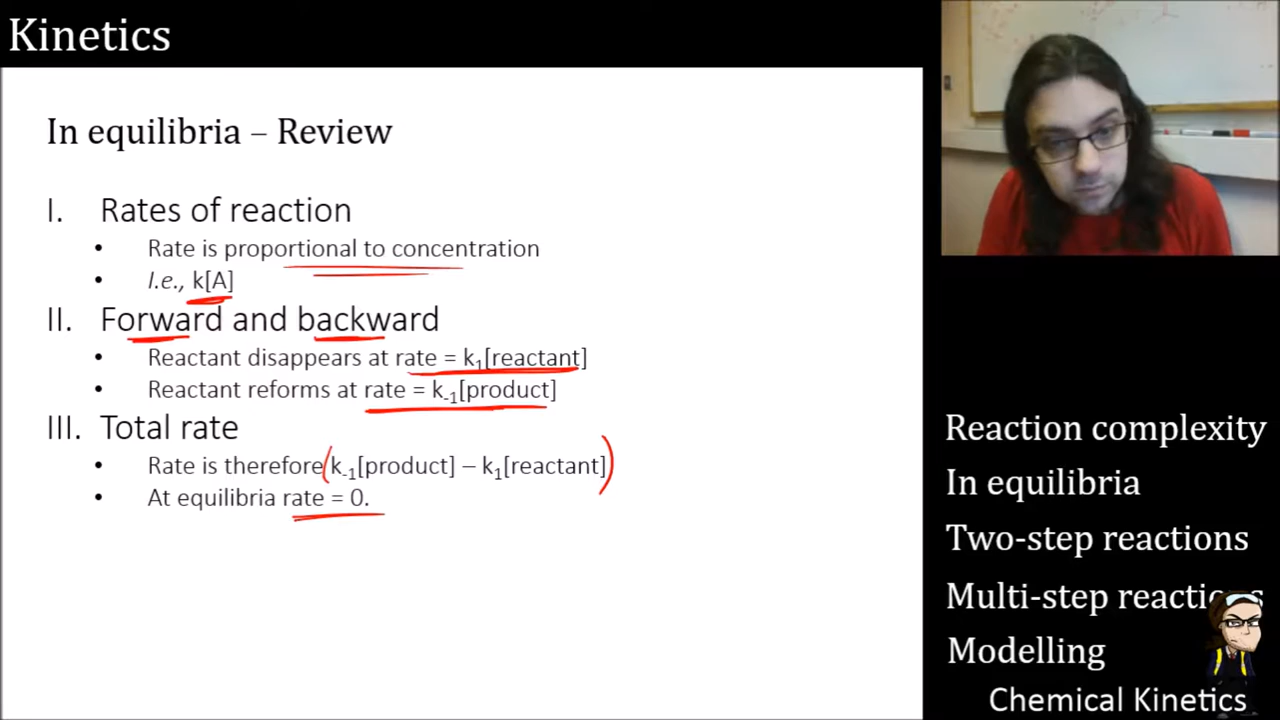 Kinetics
In equilibria – Review
I. Rates of reaction
• Rate is proportional to concentration
• I.e., k[A]
II. Forward and backward
• Reactant disappears at rate = k₁[reactant]
• Reactant reforms at rate = k₋₁[product]
III. Total rate
• Rate is therefore (k₋₁[product] – k₁[reactant])
• At equilibria rate = 0.
Reaction complexity
In equilibria
Two-step reactions
Multi-step reactions
Modelling
Chemical Kinetics